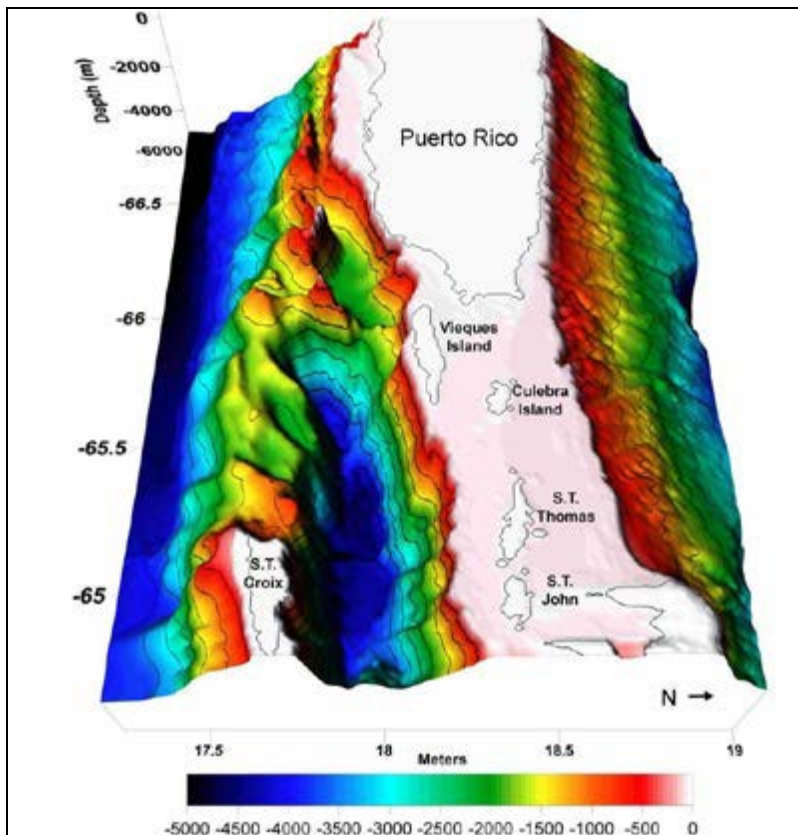 0
-2000
-4000
-6000
Depth (m)
-66.5
-66
-65.5
-65
Puerto Rico
Vieques
Island
Culebra
Island
S.T.
Thomas
S.T.
Croix
S.T.
John
N
17.5
18
18.5
19
Meters
-5000 -4500 -4000 -3500 -3000 -2500 -2000 -1500 -1000 -500 0